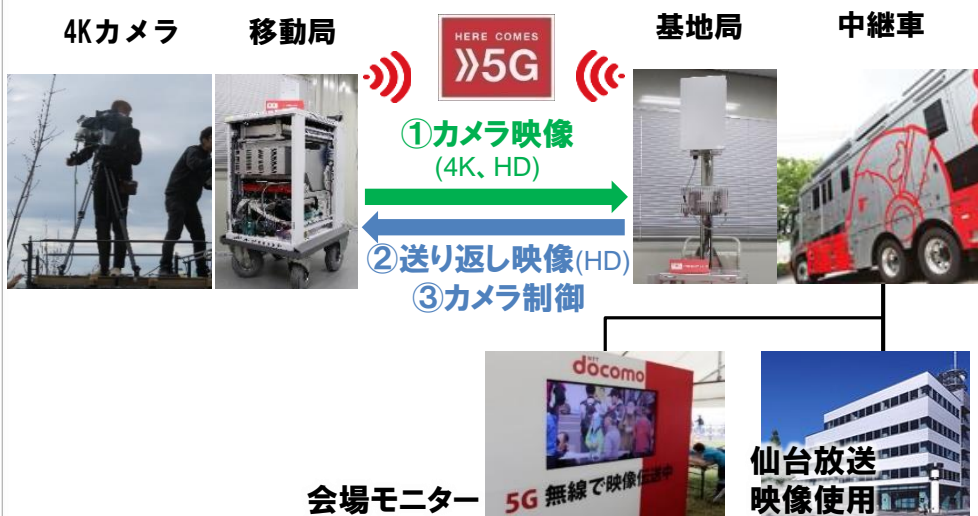 4Kカメラ
移動局
HERE COMES
»5G
基地局
中継車
①カメラ映像
(4K、HD)
②送り返し映像(HD)
③カメラ制御
NTT
docomo
5G 無線で映像伝送中
会場モニター
仙台放送
映像使用